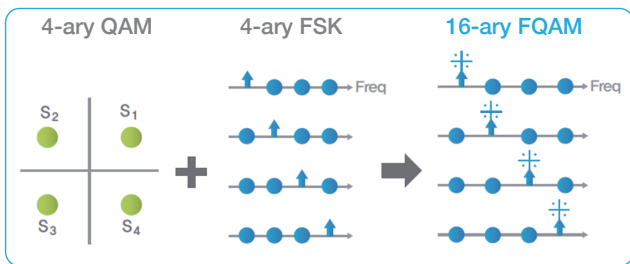 4-ary QAM
4-ary FSK
16-ary FQAM
Freq
Freq
S2
S1
S3
S4